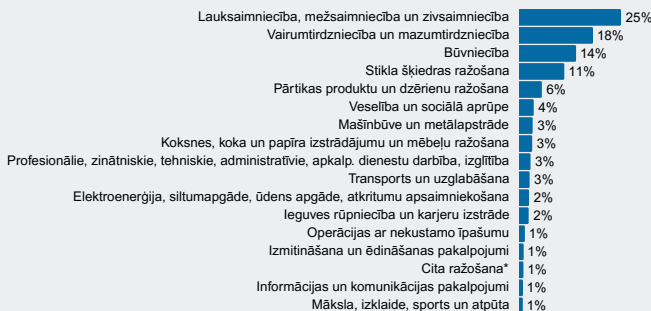 Lauksaimniecība, mežsaimniecība un zivsaimniecība 25%
Vairumtirdzniecība un mazumtirdzniecība 18%
Būvniecība 14%
Stikla šķiedras ražošana 11%
Pārtikas produktu un dzērienu ražošana 6%
Veselība un sociālā aprūpe 4%
Mašīnbūve un metālapstrāde 3%
Koksnes, koka un papīra izstrādājumu un mēbeļu ražošana 3%
Profesionālie, zinātniskie, tehniskie, administratīvie, apkalp. dienestu darbība, izglītība 3%
Transports un uzglabāšana 3%
Elektroenerģija, siltumapgāde, ūdens apgāde, atkritumu apsaimniekošana 2%
Ieguves rūpniecība un karjeru izstrāde 2%
Operācijas ar nekustamo īpašumu 1%
Izmitināšana un ēdināšanas pakalpojumi 1%
Cita ražošana* 1%
Informācijas un komunikācijas pakalpojumi 1%
Māksla, izklaide, sports un atpūta 1%